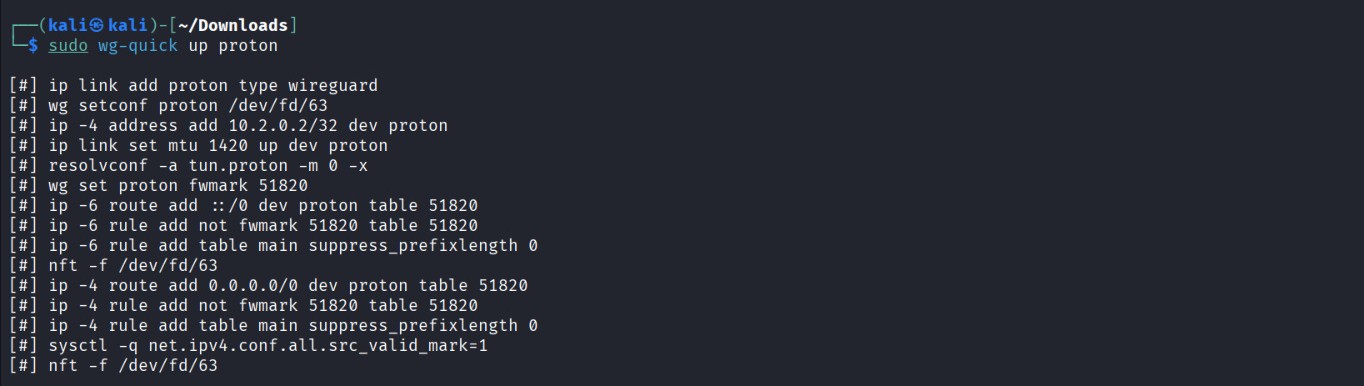 ┌──(kali㉿kali)-[~/Downloads]
└─$ sudo wg-quick up proton
[#] ip link add proton type wireguard
[#] wg setconf proton /dev/fd/63
[#] ip -4 address add 10.2.0.2/32 dev proton
[#] ip link set mtu 1420 up dev proton
[#] resolvconf -a tun.proton -m 0 -x
[#] wg set proton fwmark 51820
[#] ip -6 route add ::/0 dev proton table 51820
[#] ip -6 rule add not fwmark 51820 table 51820
[#] ip -6 rule add table main suppress_prefixlength 0
[#] nft -f /dev/fd/63
[#] ip -4 route add 0.0.0.0/0 dev proton table 51820
[#] ip -4 rule add not fwmark 51820 table 51820
[#] ip -4 rule add table main suppress_prefixlength 0
[#] sysctl -q net.ipv4.conf.all.src_valid_mark=1
[#] nft -f /dev/fd/63